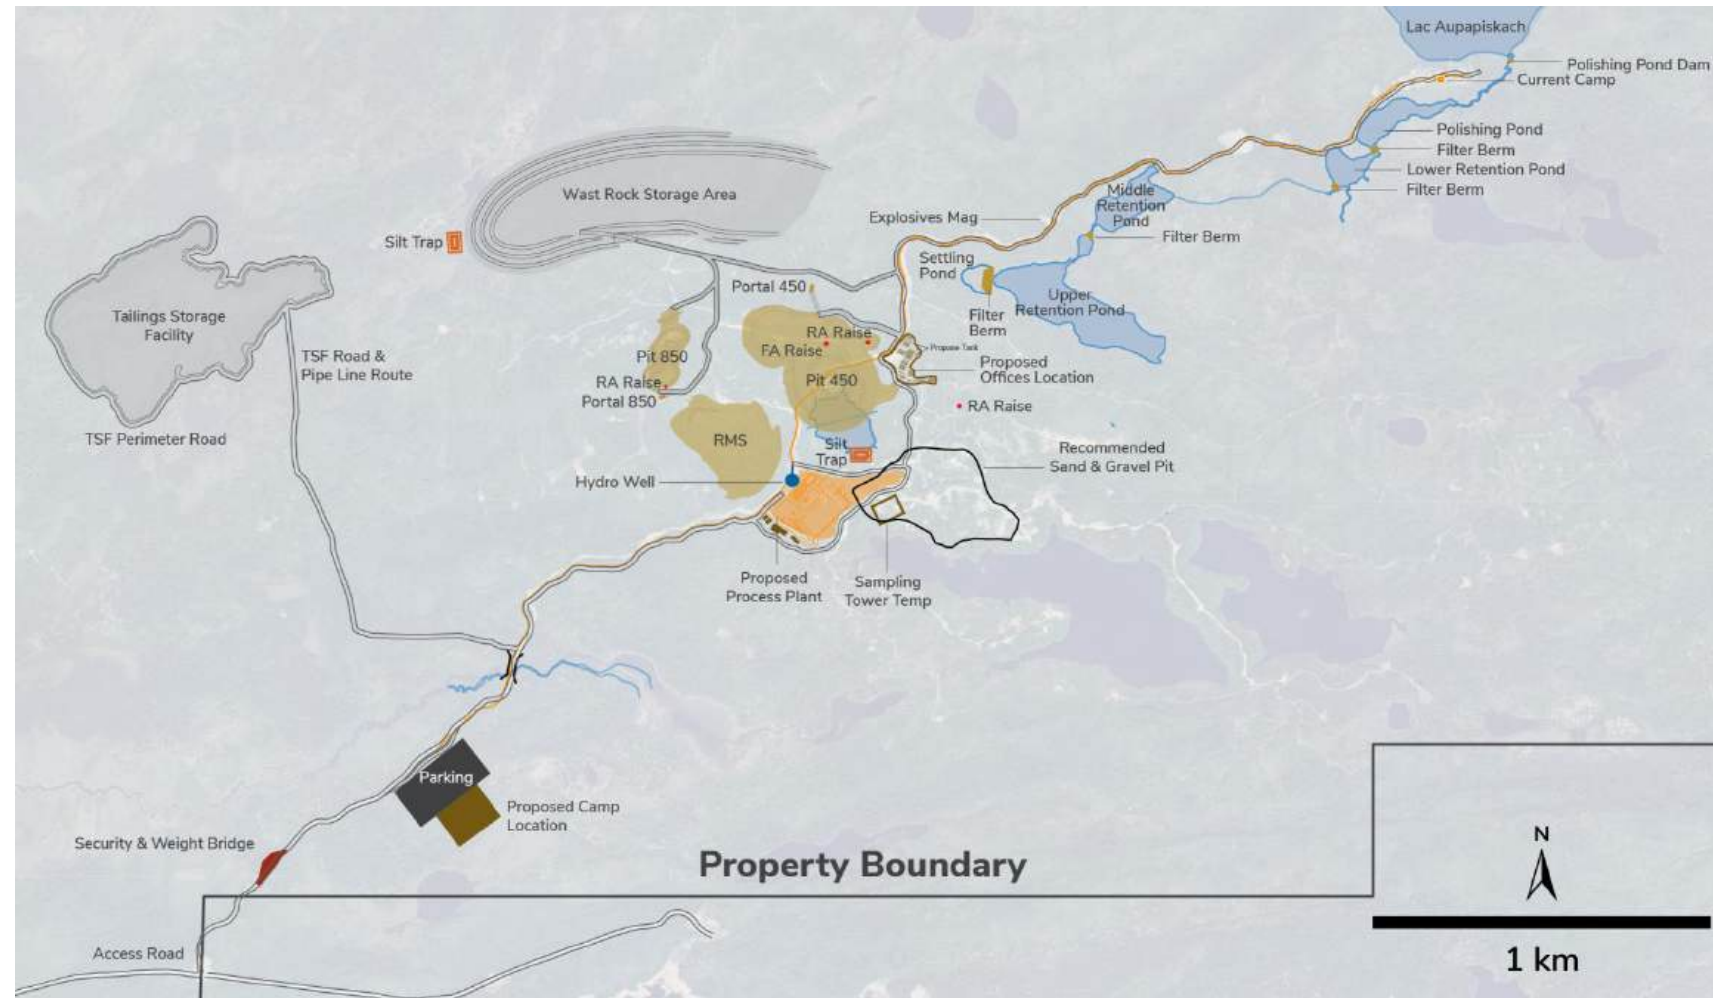 Lac Aupapiskach
Polishing Pond Dam
Current Camp
Polishing Pond
Filter Berm
Lower Retention Pond
Filter Berm
Middle
Retention
Pond
Wast Rock Storage Area
Explosives Mag
Filter Berm
Silt Trap
Settling
Pond
Portal 450
Upper
Retention Pond
Filter
Berm
Tailings Storage
Facility
RA Raise
FA Raise
Propose Tank
TSF Road &
Pipe Line Route
Pit 850
Proposed
Offices Location
RA Raise
Portal 850
Pit 450
RA Raise
TSF Perimeter Road
RMS
Silt
Trap
Recommended
Sand & Gravel Pit
Hydro Well
Proposed
Process Plant
Sampling
Tower Temp
Parking
Proposed Camp
Location
Security & Weight Bridge
Property Boundary
N
Access Road
1 km